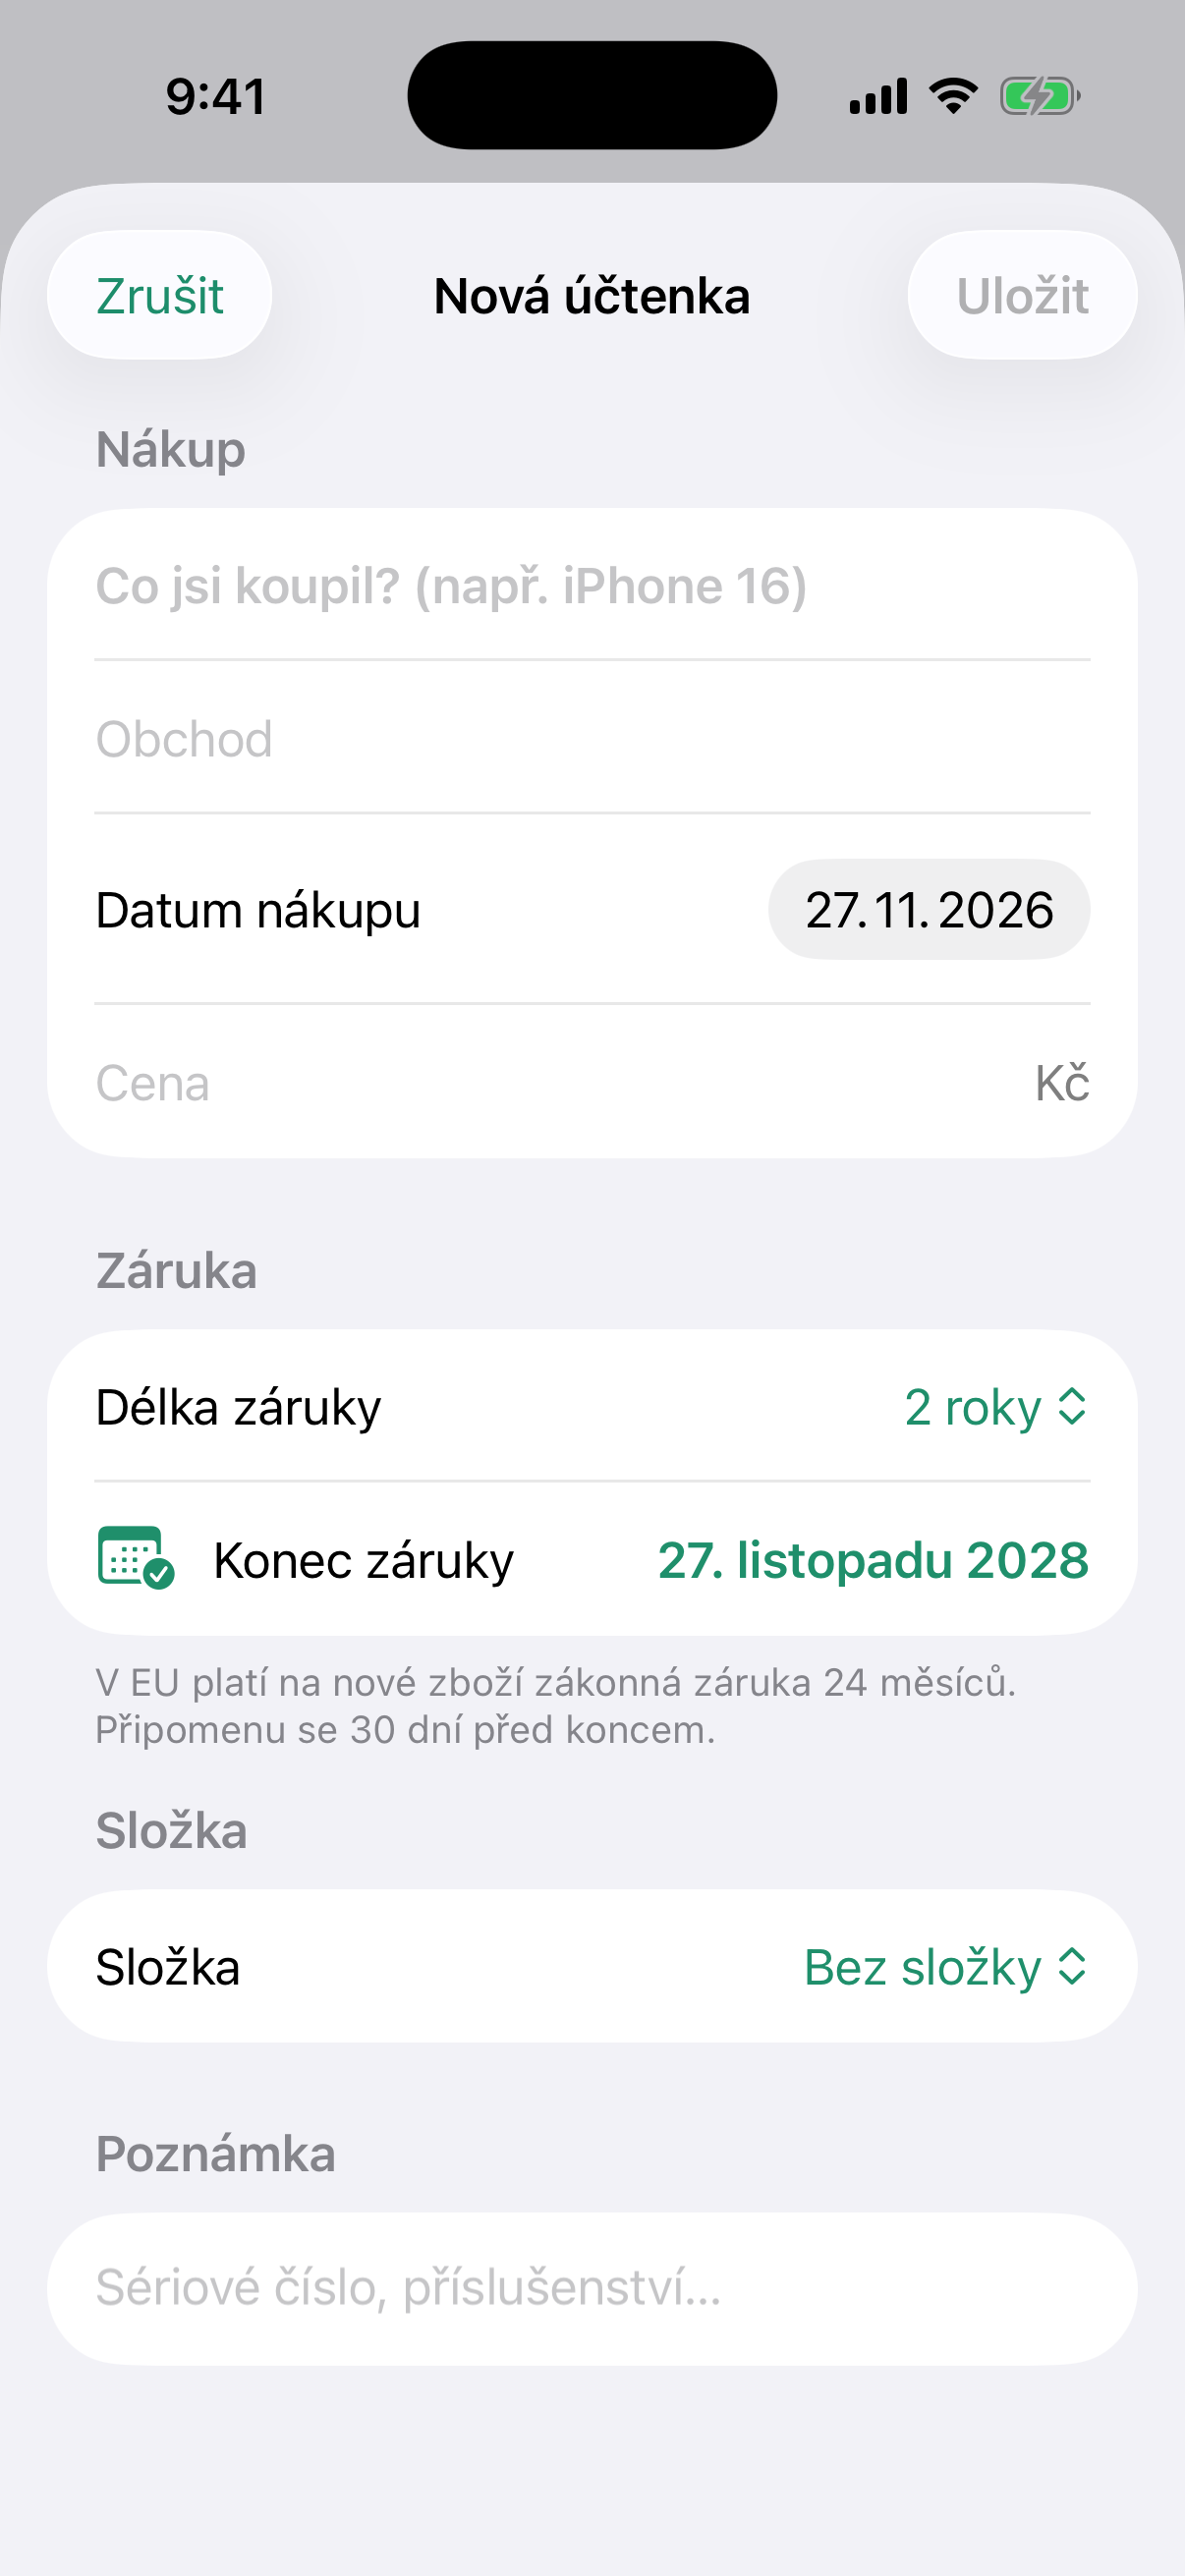 9:41
Zrušit
Nová účtenka
Uložit
Nákup
Co jsi koupil? (např. iPhone 16)
Obchod
Datum nákupu
27. 11. 2026
Cena
Kč
Záruka
Délka záruky
2 roky
Konec záruky
27. listopadu 2028
V EU platí na nové zboží zákonná záruka 24 měsíců.
Připomenu se 30 dní před koncem.
Složka
Složka
Bez složky
Poznámka
Sériové číslo, příslušenství…